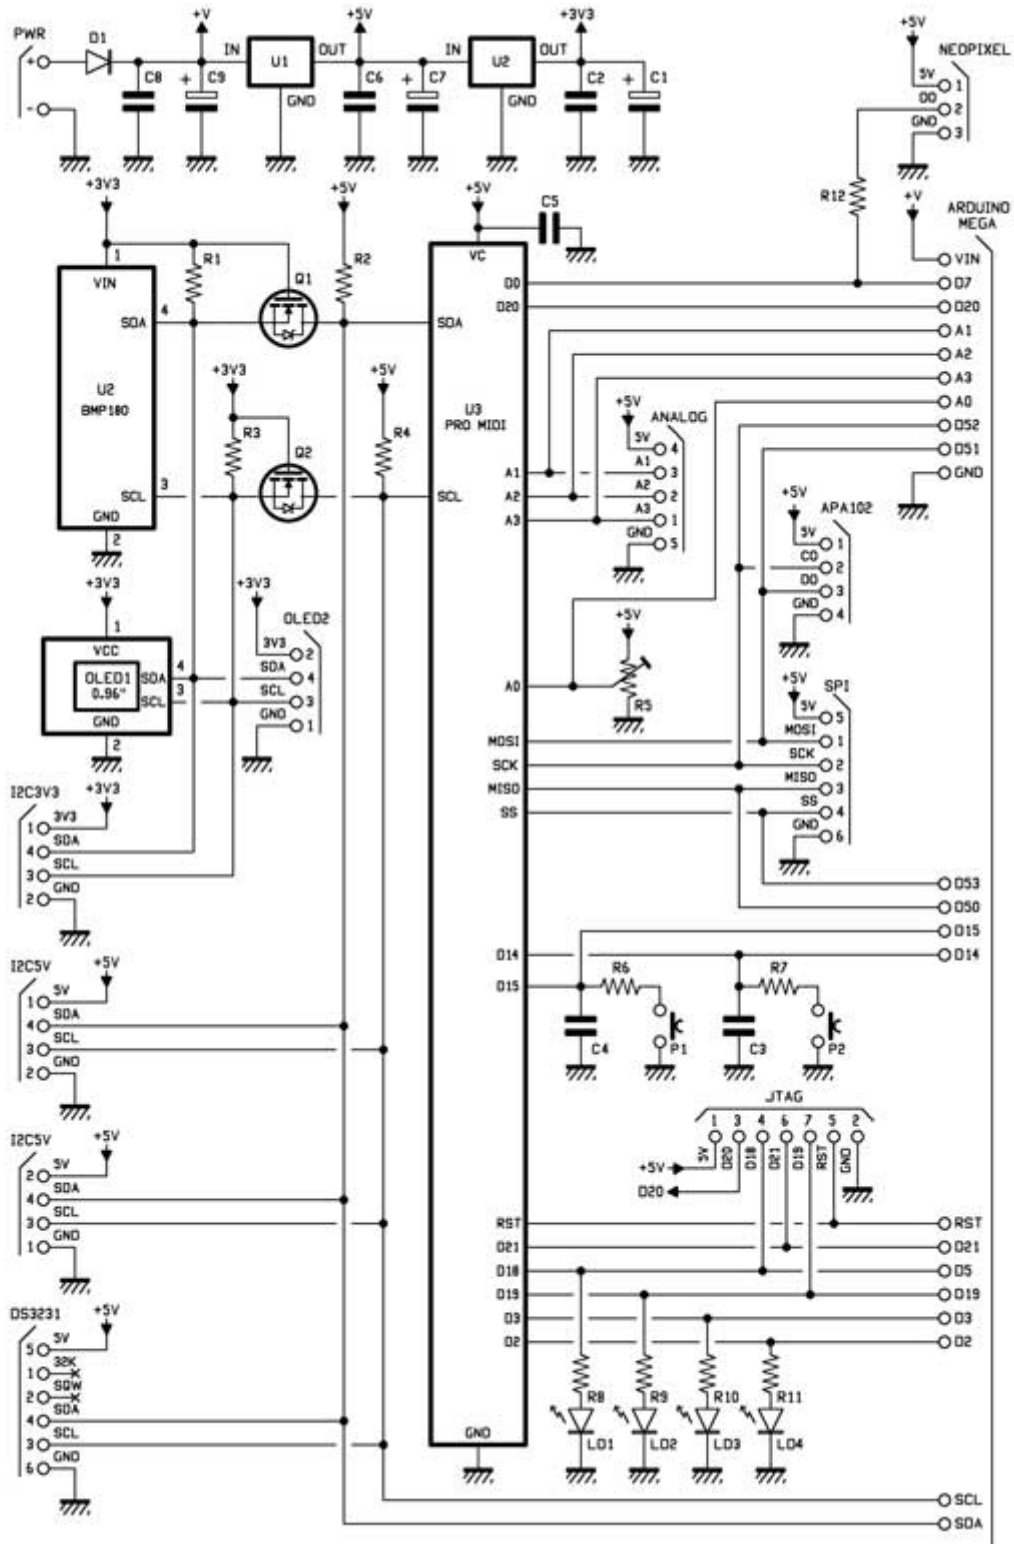 PWR
+
-
D1
C8
+V
+
C9
IN
U1
OUT
GND
+5V
C6
+
C7
IN
U2
OUT
GND
+3V3
C2
+
C1
+5V
NEOPIXEL
5V
1
DO
2
GND
3
R12
+V
ARDUINO
MEGA
VIN
D7
D20
A1
A2
A3
A0
D52
D51
GND
+3V3
1
VIN
SDA
4
U2
BMP180
SCL
3
GND
2
R1
Q1
+5V
R2
+3V3
R3
Q2
+5V
R4
+5V
C5
VC
D0
D20
SDA
U3
PRO MIDI
SCL
A1
A2
A3
+5V
ANALOG
5V
4
A1
3
A2
2
A3
1
GND
5
+5V
APA102
5V
1
CO
2
DO
3
GND
4
+3V3
1
VCC
OLED1
0.96"
SDA
4
SCL
3
GND
2
+3V3
OLED2
3V3
2
SDA
4
SCL
3
GND
1
A0
+5V
R5
MOSI
SCK
MISO
SS
+5V
SPI
5V
5
MOSI
1
SCK
2
MISO
3
SS
4
GND
6
I2C3V3
+3V3
3V3
1
SDA
4
SCL
3
GND
2
D53
D50
D15
D14
D14
D15
R6
C4
P1
R7
C3
P2
I2C5V
+5V
5V
1
SDA
4
SCL
3
GND
2
JTAG
1 3 4 6 7 5 2
5V D20 D18 D21 D19 RST GND
+5V
D20
I2C5V
+5V
5V
2
SDA
4
SCL
3
GND
1
RST
D21
D18
D19
D3
D2
RST
D21
D5
D19
D3
D2
DS3231
+5V
5V
5
32K
1
SQW
2
SDA
4
SCL
3
GND
6
GND
R8
R9
R10
R11
LD1
LD2
LD3
LD4
SCL
SDA